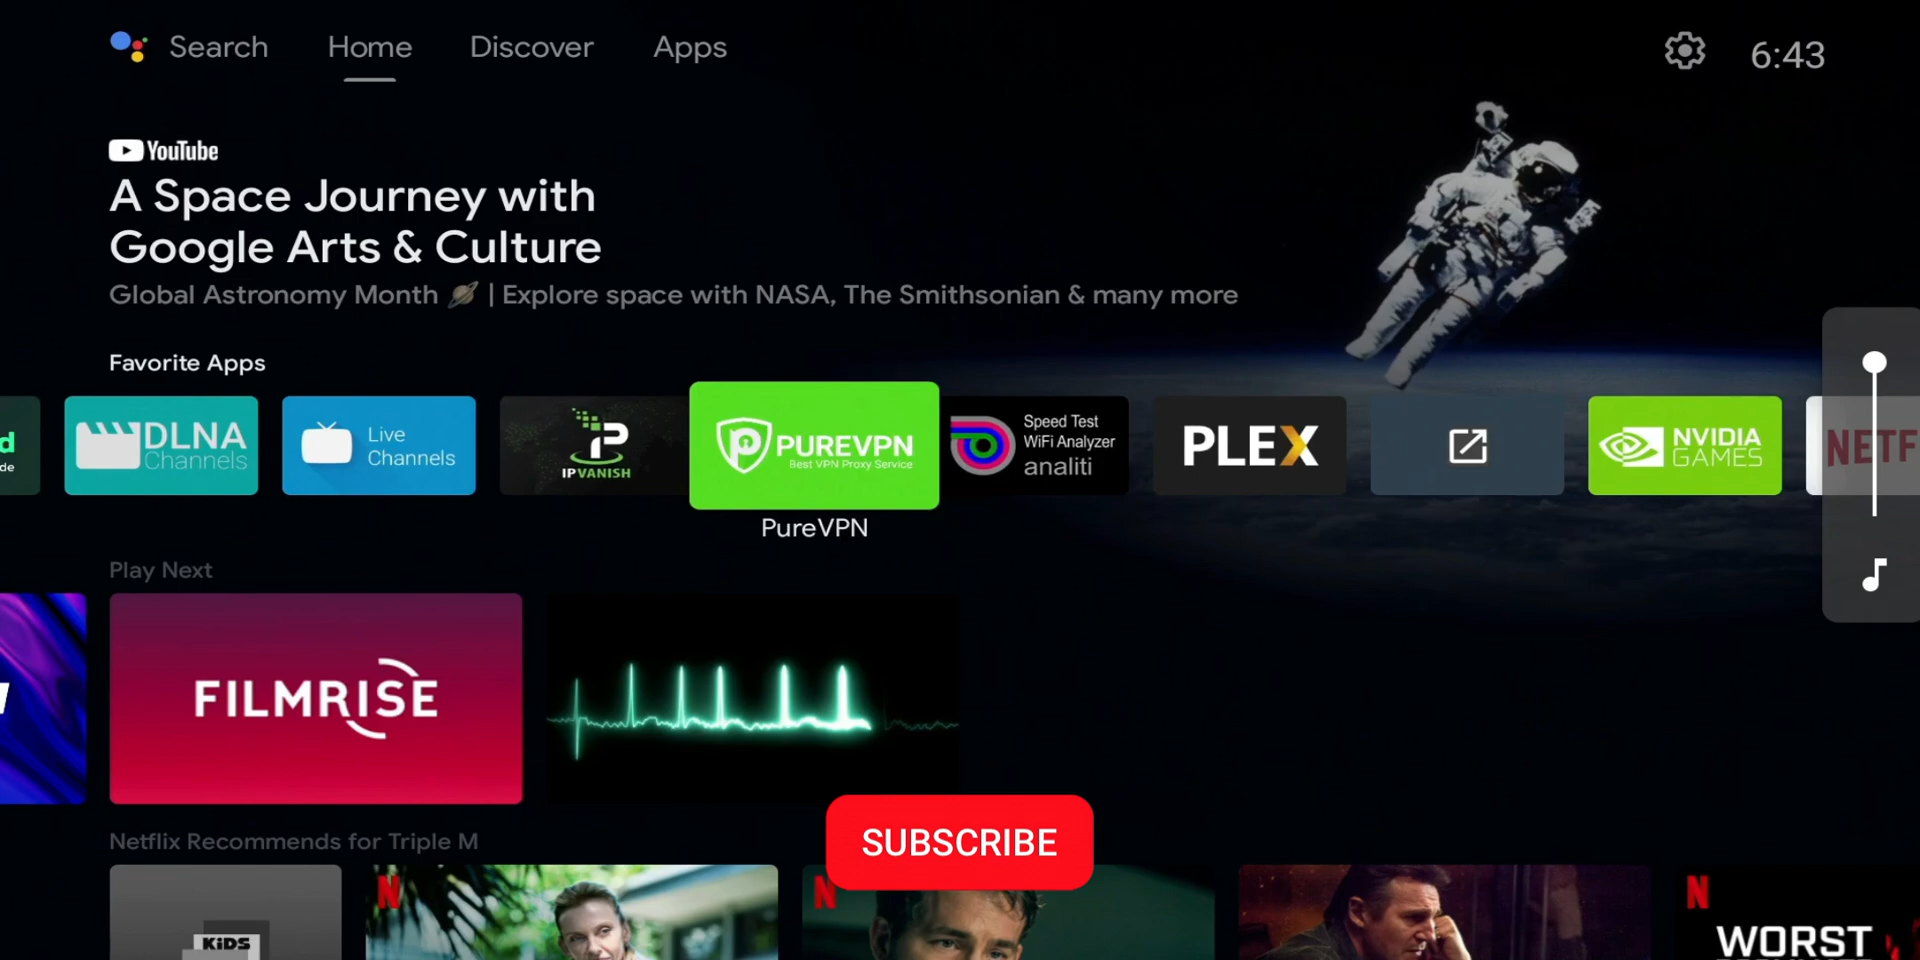 Search Home Discover Apps
6:43
YouTube
A Space Journey with
Google Arts & Culture
Global Astronomy Month 🪐 | Explore space with NASA, The Smithsonian & many more
Favorite Apps
d
de
DLNA
Channels
Live
Channels
IP
IPVANISH
PUREVPN
Best VPN Proxy Service
PureVPN
Speed Test
WiFi Analyzer
analiti
PLEX
NVIDIA
GAMES
NETF
Play Next
FILMRISE
Netflix Recommends for Triple M
SUBSCRIBE
KiDS
N
N
N
WORST